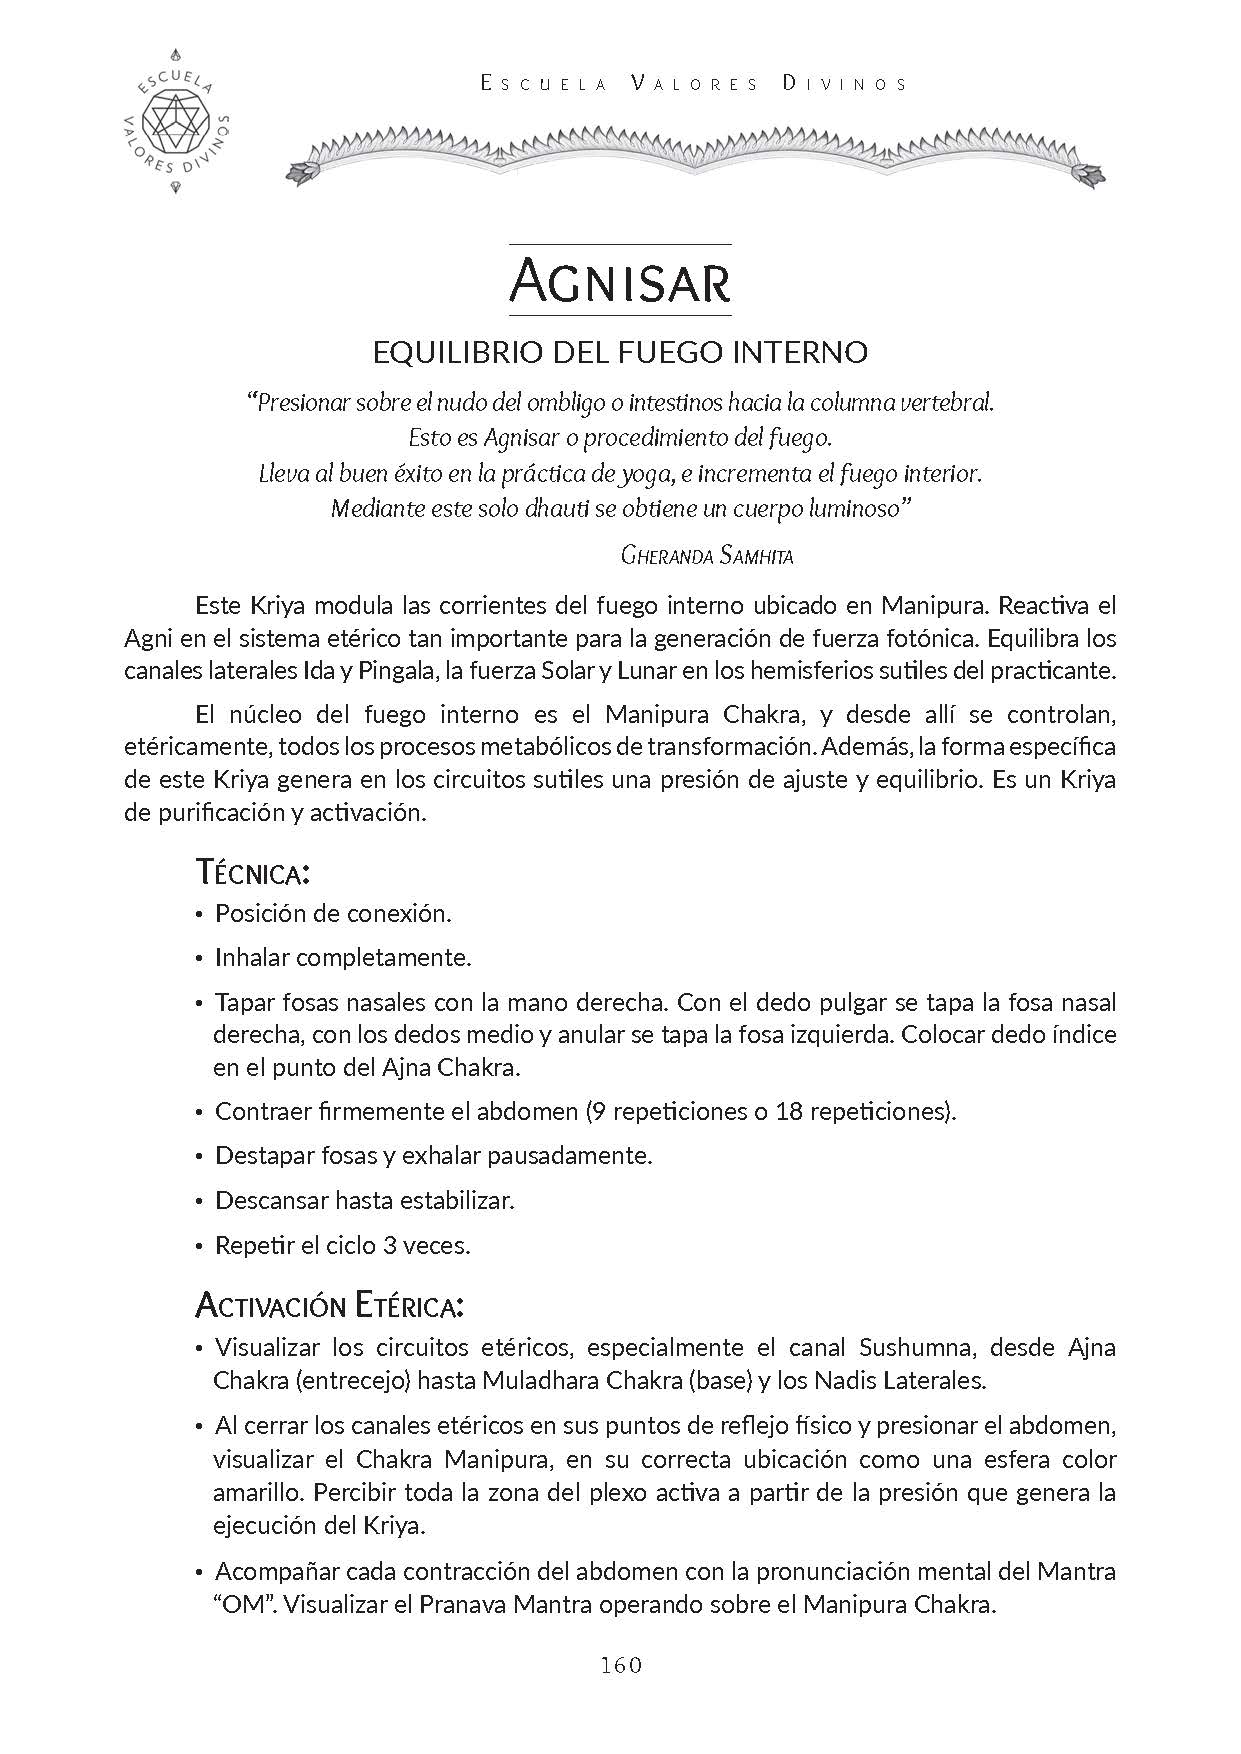 ESCUELA
VALORES DIVINOS
Escuela Valores Divinos
Agnisar
EQUILIBRIO DEL FUEGO INTERNO
“Presionar sobre el nudo del ombligo o intestinos hacia la columna vertebral.
Esto es Agnisar o procedimiento del fuego.
Lleva al buen éxito en la práctica de yoga, e incrementa el fuego interior.
Mediante este solo dhauti se obtiene un cuerpo luminoso”
Gheranda Samhita
Este Kriya modula las corrientes del fuego interno ubicado en Manipura. Reactiva el
Agni en el sistema etérico tan importante para la generación de fuerza fotónica. Equilibra los
canales laterales Ida y Pingala, la fuerza Solar y Lunar en los hemisferios sutiles del practicante.
El núcleo del fuego interno es el Manipura Chakra, y desde allí se controlan,
etéricamente, todos los procesos metabólicos de transformación. Además, la forma específica
de este Kriya genera en los circuitos sutiles una presión de ajuste y equilibrio. Es un Kriya
de purificación y activación.
Técnica:
• Posición de conexión.
• Inhalar completamente.
• Tapar fosas nasales con la mano derecha. Con el dedo pulgar se tapa la fosa nasal
derecha, con los dedos medio y anular se tapa la fosa izquierda. Colocar dedo índice
en el punto del Ajna Chakra.
• Contraer firmemente el abdomen (9 repeticiones o 18 repeticiones).
• Destapar fosas y exhalar pausadamente.
• Descansar hasta estabilizar.
• Repetir el ciclo 3 veces.
Activación Etérica:
• Visualizar los circuitos etéricos, especialmente el canal Sushumna, desde Ajna
Chakra (entrecejo) hasta Muladhara Chakra (base) y los Nadis Laterales.
• Al cerrar los canales etéricos en sus puntos de reflejo físico y presionar el abdomen,
visualizar el Chakra Manipura, en su correcta ubicación como una esfera color
amarillo. Percibir toda la zona del plexo activa a partir de la presión que genera la
ejecución del Kriya.
• Acompañar cada contracción del abdomen con la pronunciación mental del Mantra
“OM”. Visualizar el Pranava Mantra operando sobre el Manipura Chakra.
160